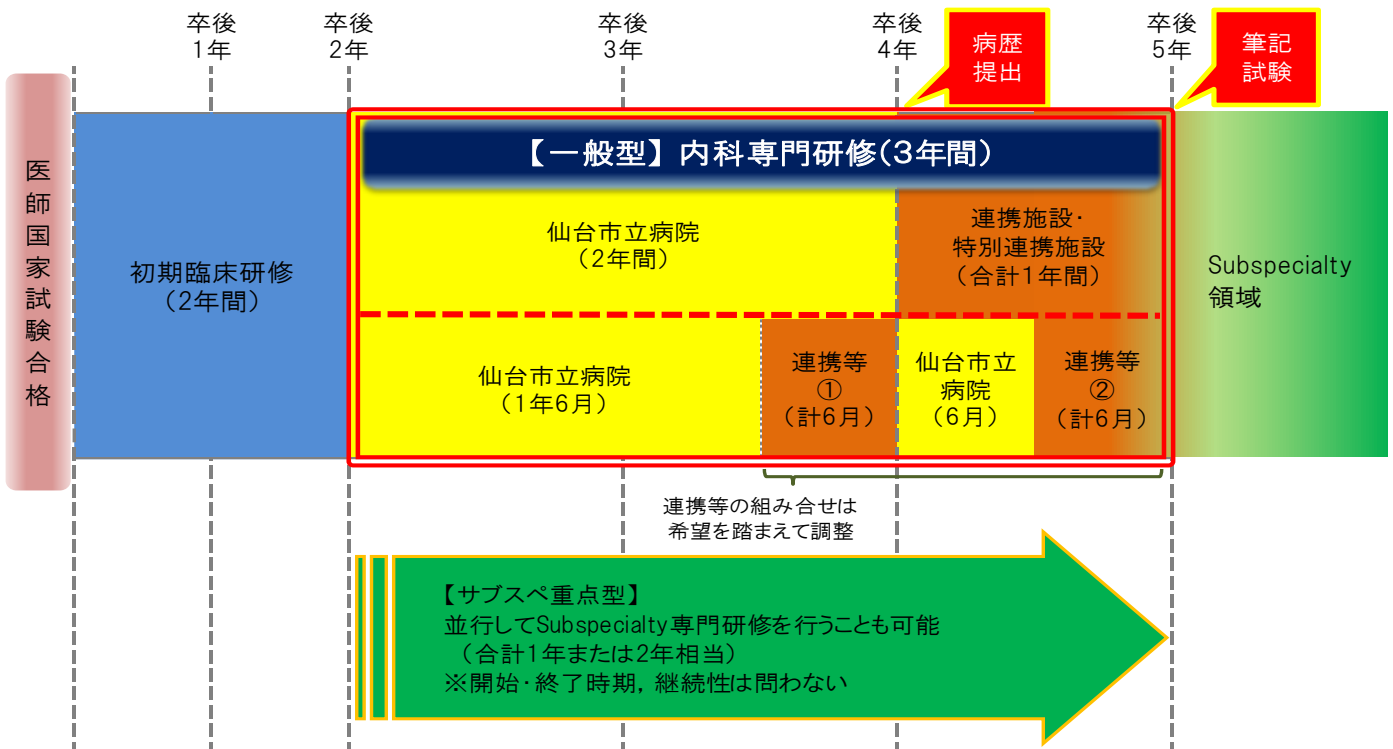 卒後
1年
卒後
2年
卒後
3年
卒後
4年
病歴
提出
卒後
5年
筆記
試験
医師国家試験合格
初期臨床研修
（2年間）
【一般型】内科専門研修(3年間)
仙台市立病院
（2年間）
連携施設・
特別連携施設
（合計1年間）
仙台市立病院
（1年6月）
連携等
①
（計6月）
仙台市立
病院
（6月）
連携等
②
（計6月）
Subspecialty
領域
連携等の組み合せは
希望を踏まえて調整
【サブスペ重点型】
並行してSubspecialty専門研修を行うことも可能
（合計1年または2年相当）
※開始・終了時期，継続性は問わない